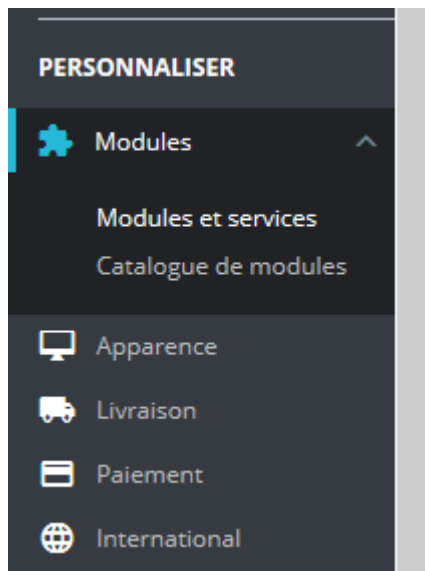 PERSONNALISER
Modules
Modules et services
Catalogue de modules
Apparence
Livraison
Paiement
International